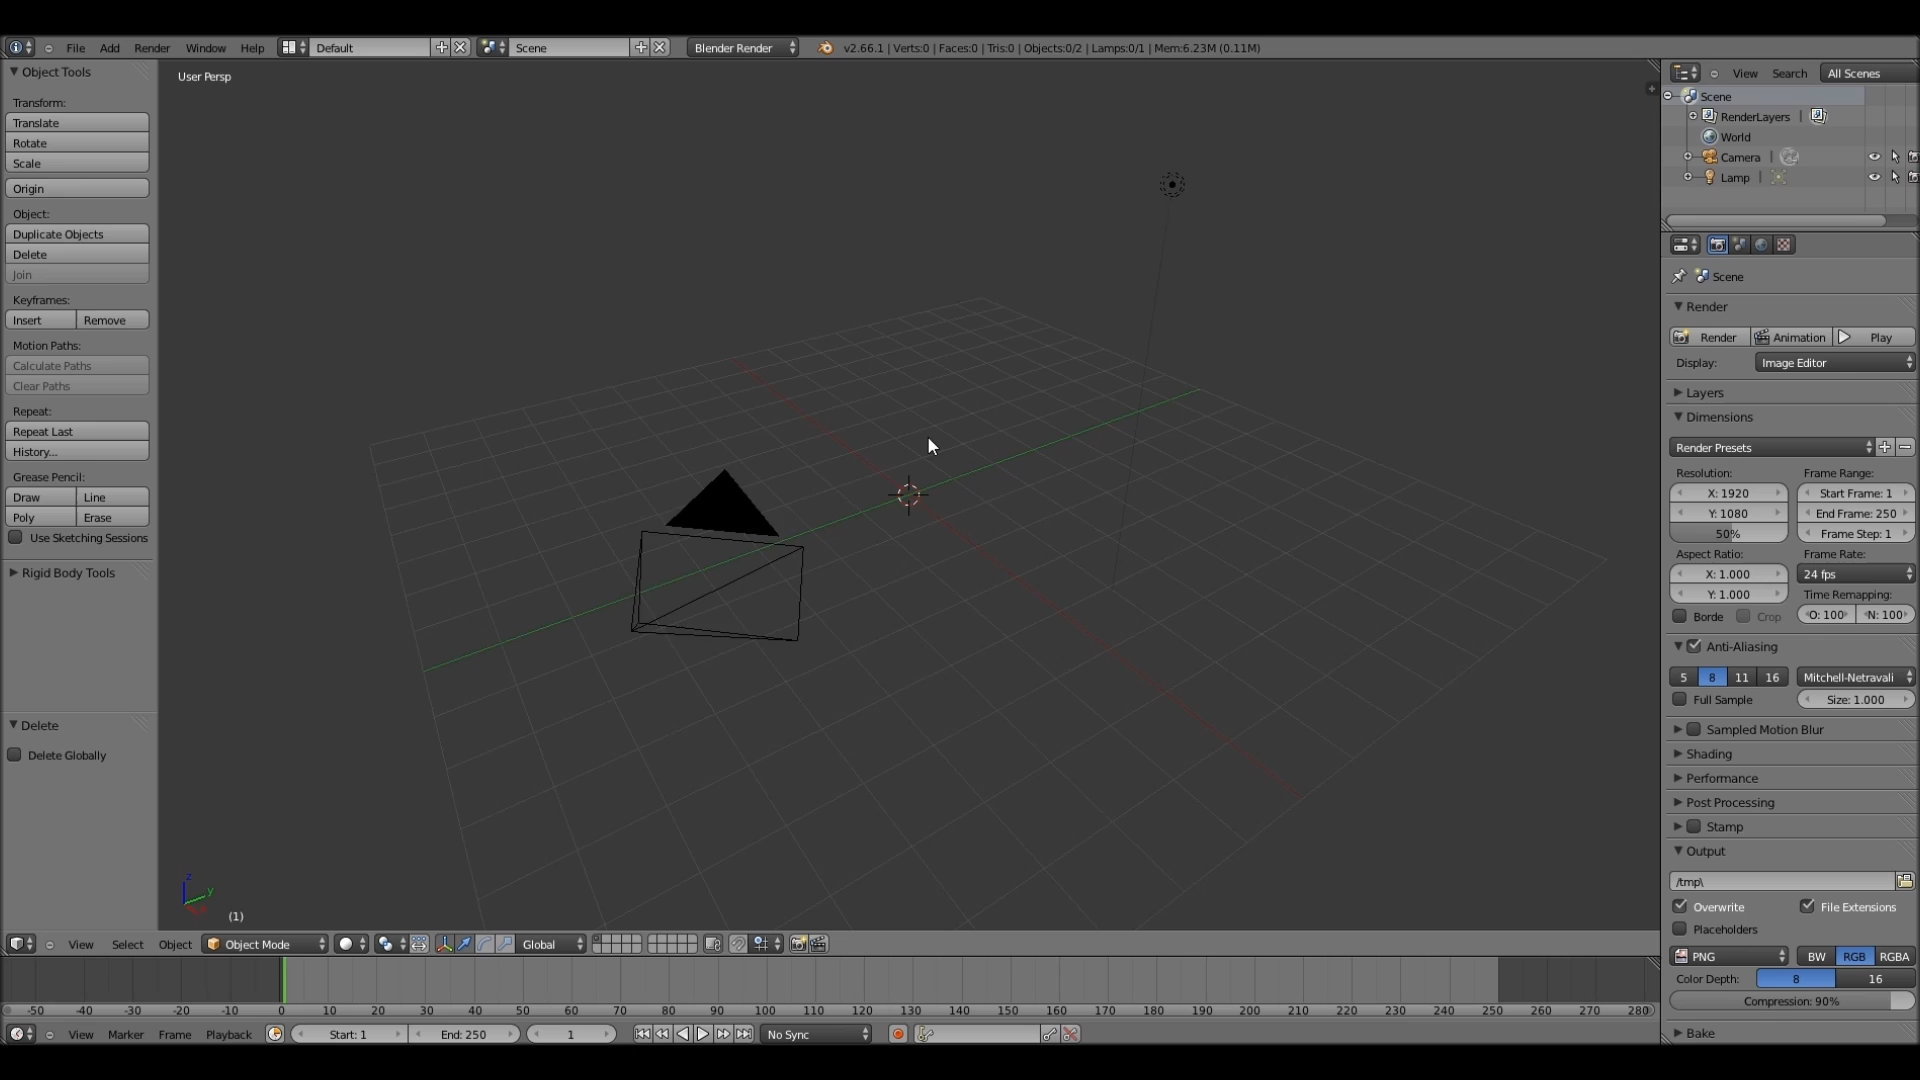 File Add Render Window Help Default Scene Blender Render v2.66.1 | Verts:0 | Faces:0 | Tris:0 | Objects:0/2 | Lamps:0/1 | Mem:6.23M (0.11M)
Object Tools
Transform:
Translate
Rotate
Scale
Origin
Object:
Duplicate Objects
Delete
Join
Keyframes:
Insert Remove
Motion Paths:
Calculate Paths
Clear Paths
Repeat:
Repeat Last
History...
Grease Pencil:
Draw Line
Poly Erase
Use Sketching Sessions
Rigid Body Tools
Delete
Delete Globally
User Persp
z
y
(1)
View Select Object Object Mode Global
-50 -40 -30 -20 -10 0 10 20 30 40 50 60 70 80 90 100 110 120 130 140 150 160 170 180 190 200 210 220 230 240 250 260 270 280
View Marker Frame Playback Start: 1 End: 250 1 No Sync
View Search All Scenes
Scene
RenderLayers |
World
Camera |
Lamp |
Scene
Render
Render Animation Play
Display: Image Editor
Layers
Dimensions
Render Presets
Resolution: Frame Range:
X: 1920 Start Frame: 1
Y: 1080 End Frame: 250
50% Frame Step: 1
Aspect Ratio: Frame Rate:
X: 1.000 24 fps
Y: 1.000 Time Remapping:
Borde Crop O: 100 N: 100
Anti-Aliasing
5 8 11 16 Mitchell-Netravali
Full Sample Size: 1.000
Sampled Motion Blur
Shading
Performance
Post Processing
Stamp
Output
/tmp\
Overwrite File Extensions
Placeholders
PNG BW RGB RGBA
Color Depth: 8 16
Compression: 90%
Bake